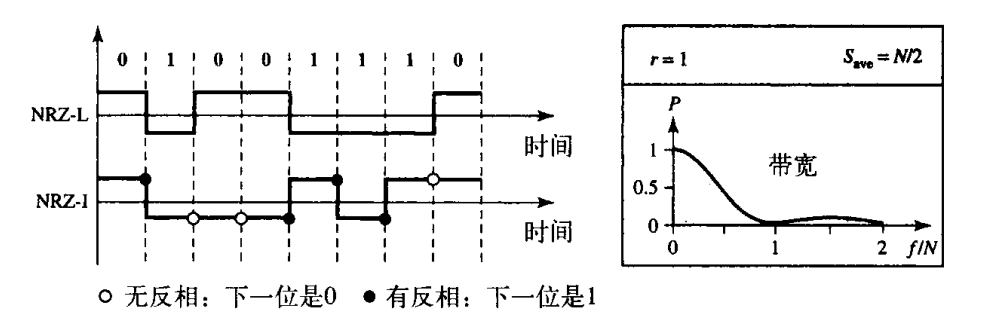 0 1 0 0 1 1 1 0
NRZ-L
时间
NRZ-I
时间
○ 无反相：下一位是0 ● 有反相：下一位是1
r=1 Save=N/2
P
带宽
1
0.5
0
0 1 2 f/N